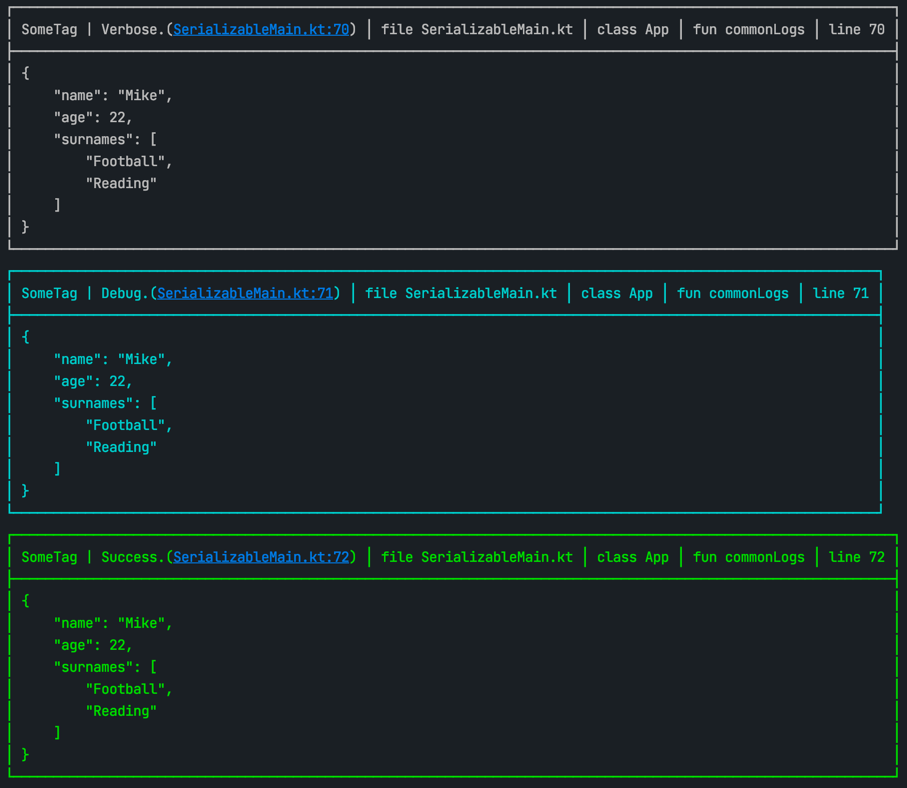 SomeTag | Verbose.(SerializableMain.kt:70) │ file SerializableMain.kt │ class App │ fun commonLogs │ line 70
{
    "name": "Mike",
    "age": 22,
    "surnames": [
        "Football",
        "Reading"
    ]
}
SomeTag | Debug.(SerializableMain.kt:71) │ file SerializableMain.kt │ class App │ fun commonLogs │ line 71
{
    "name": "Mike",
    "age": 22,
    "surnames": [
        "Football",
        "Reading"
    ]
}
SomeTag | Success.(SerializableMain.kt:72) │ file SerializableMain.kt │ class App │ fun commonLogs │ line 72
{
    "name": "Mike",
    "age": 22,
    "surnames": [
        "Football",
        "Reading"
    ]
}